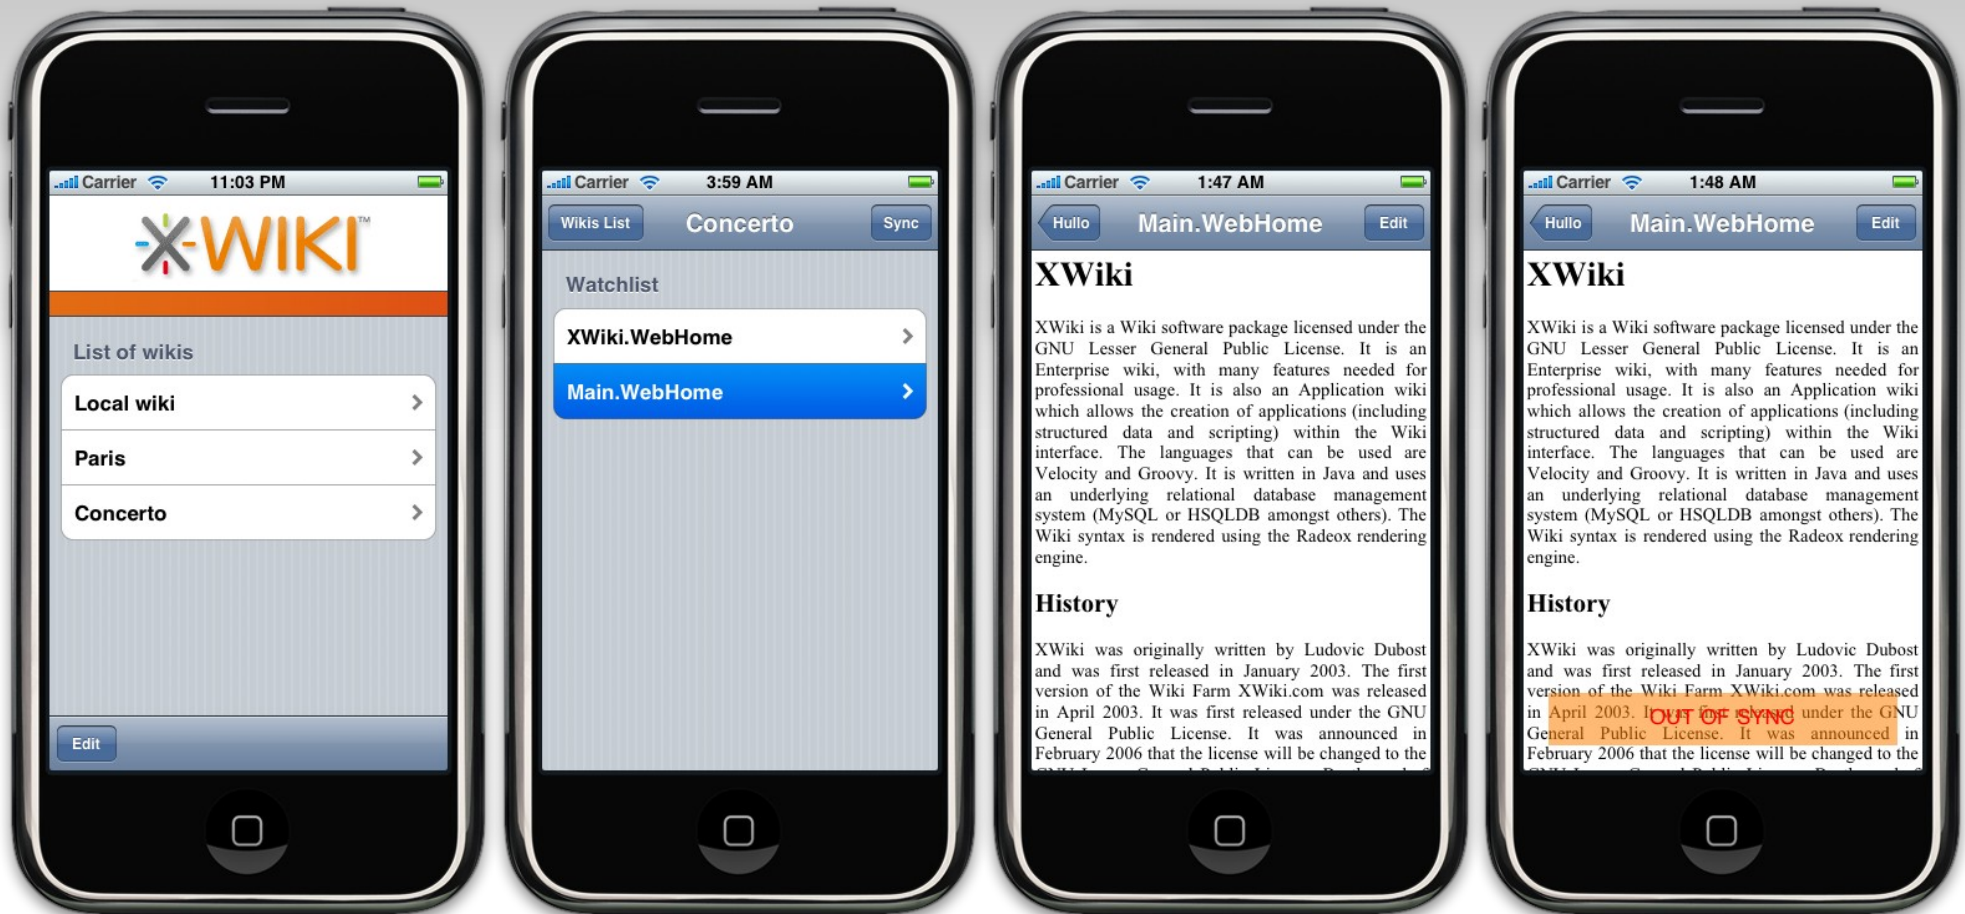 Carrier 11:03 PM
XWIKI™
List of wikis
Local wiki
Paris
Concerto
Edit
Carrier 3:59 AM
Wikis List Concerto Sync
Watchlist
XWiki.WebHome
Main.WebHome
Carrier 1:47 AM
Hullo Main.WebHome Edit
XWiki
XWiki is a Wiki software package licensed under the
GNU Lesser General Public License. It is an
Enterprise wiki, with many features needed for
professional usage. It is also an Application wiki
which allows the creation of applications (including
structured data and scripting) within the Wiki
interface. The languages that can be used are
Velocity and Groovy. It is written in Java and uses
an underlying relational database management
system (MySQL or HSQLDB amongst others). The
Wiki syntax is rendered using the Radeox rendering
engine.
History
XWiki was originally written by Ludovic Dubost
and was first released in January 2003. The first
version of the Wiki Farm XWiki.com was released
in April 2003. It was first released under the GNU
General Public License. It was announced in
February 2006 that the license will be changed to the
Carrier 1:48 AM
Hullo Main.WebHome Edit
XWiki
XWiki is a Wiki software package licensed under the
GNU Lesser General Public License. It is an
Enterprise wiki, with many features needed for
professional usage. It is also an Application wiki
which allows the creation of applications (including
structured data and scripting) within the Wiki
interface. The languages that can be used are
Velocity and Groovy. It is written in Java and uses
an underlying relational database management
system (MySQL or HSQLDB amongst others). The
Wiki syntax is rendered using the Radeox rendering
engine.
History
XWiki was originally written by Ludovic Dubost
and was first released in January 2003. The first
version of the Wiki Farm XWiki.com was released
in April 2003. It was first released under the GNU
OUT OF SYNC
General Public License. It was announced in
February 2006 that the license will be changed to the